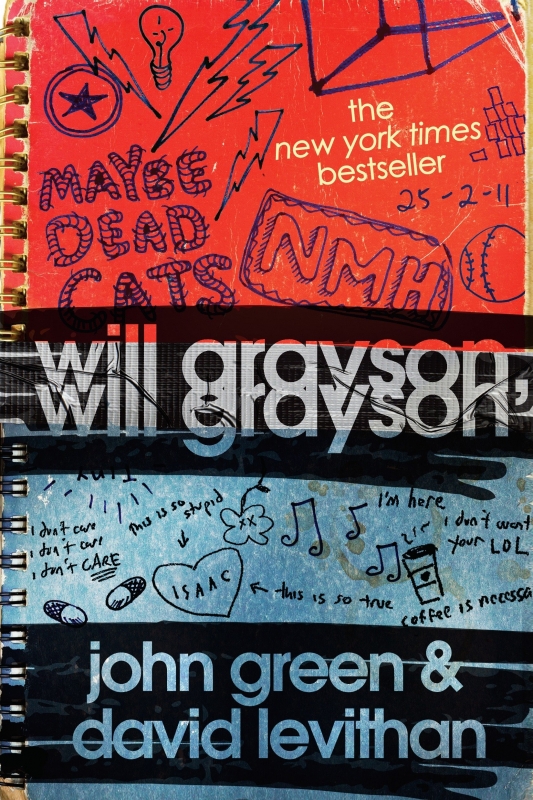 the
new york times
bestseller
25-2-11
MAYBE
DEAD
CATS
NMH
will grayson,
will grayson
TINY
I'm here
I don't care
I don't care
I don't CARE
this is so stupid
I don't want
your LOL
ISAAC
this is so true
coffee is necessa
john green &
david levithan